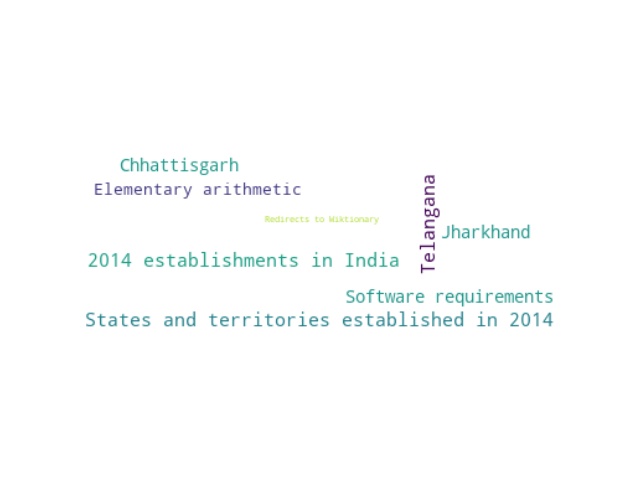 Chhattisgarh
Elementary arithmetic
Telangana
Redirects to Wiktionary
Jharkhand
2014 establishments in India
Software requirements
States and territories established in 2014